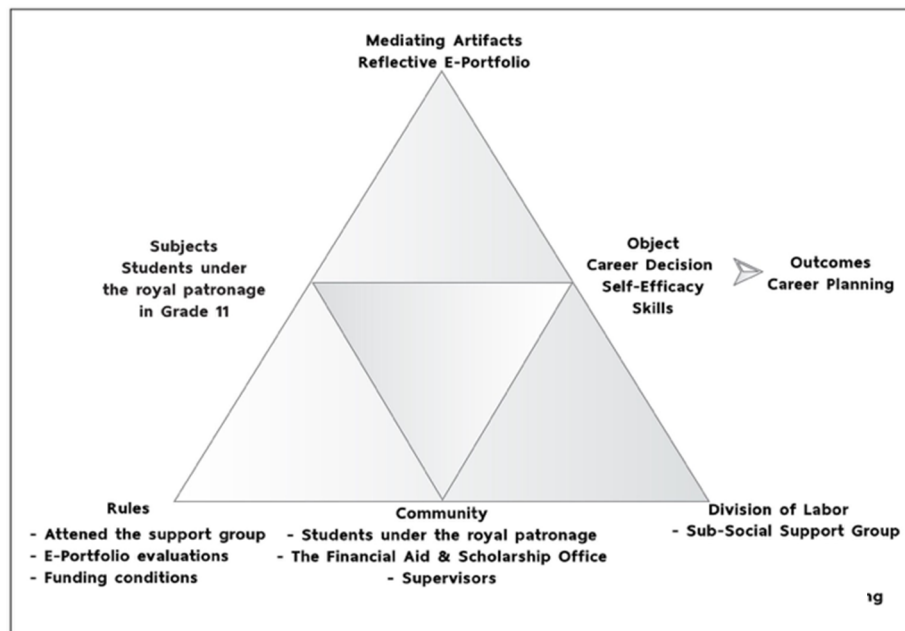 Mediating Artifacts
Reflective E-Portfolio
Subjects
Students under
the royal patronage
in Grade 11
Object
Career Decision
Self-Efficacy
Skills
Outcomes
Career Planning
Rules
- Attened the support group
- E-Portfolio evaluations
- Funding conditions
Community
- Students under the royal patronage
- The Financial Aid & Scholarship Office
- Supervisors
Division of Labor
- Sub-Social Support Group